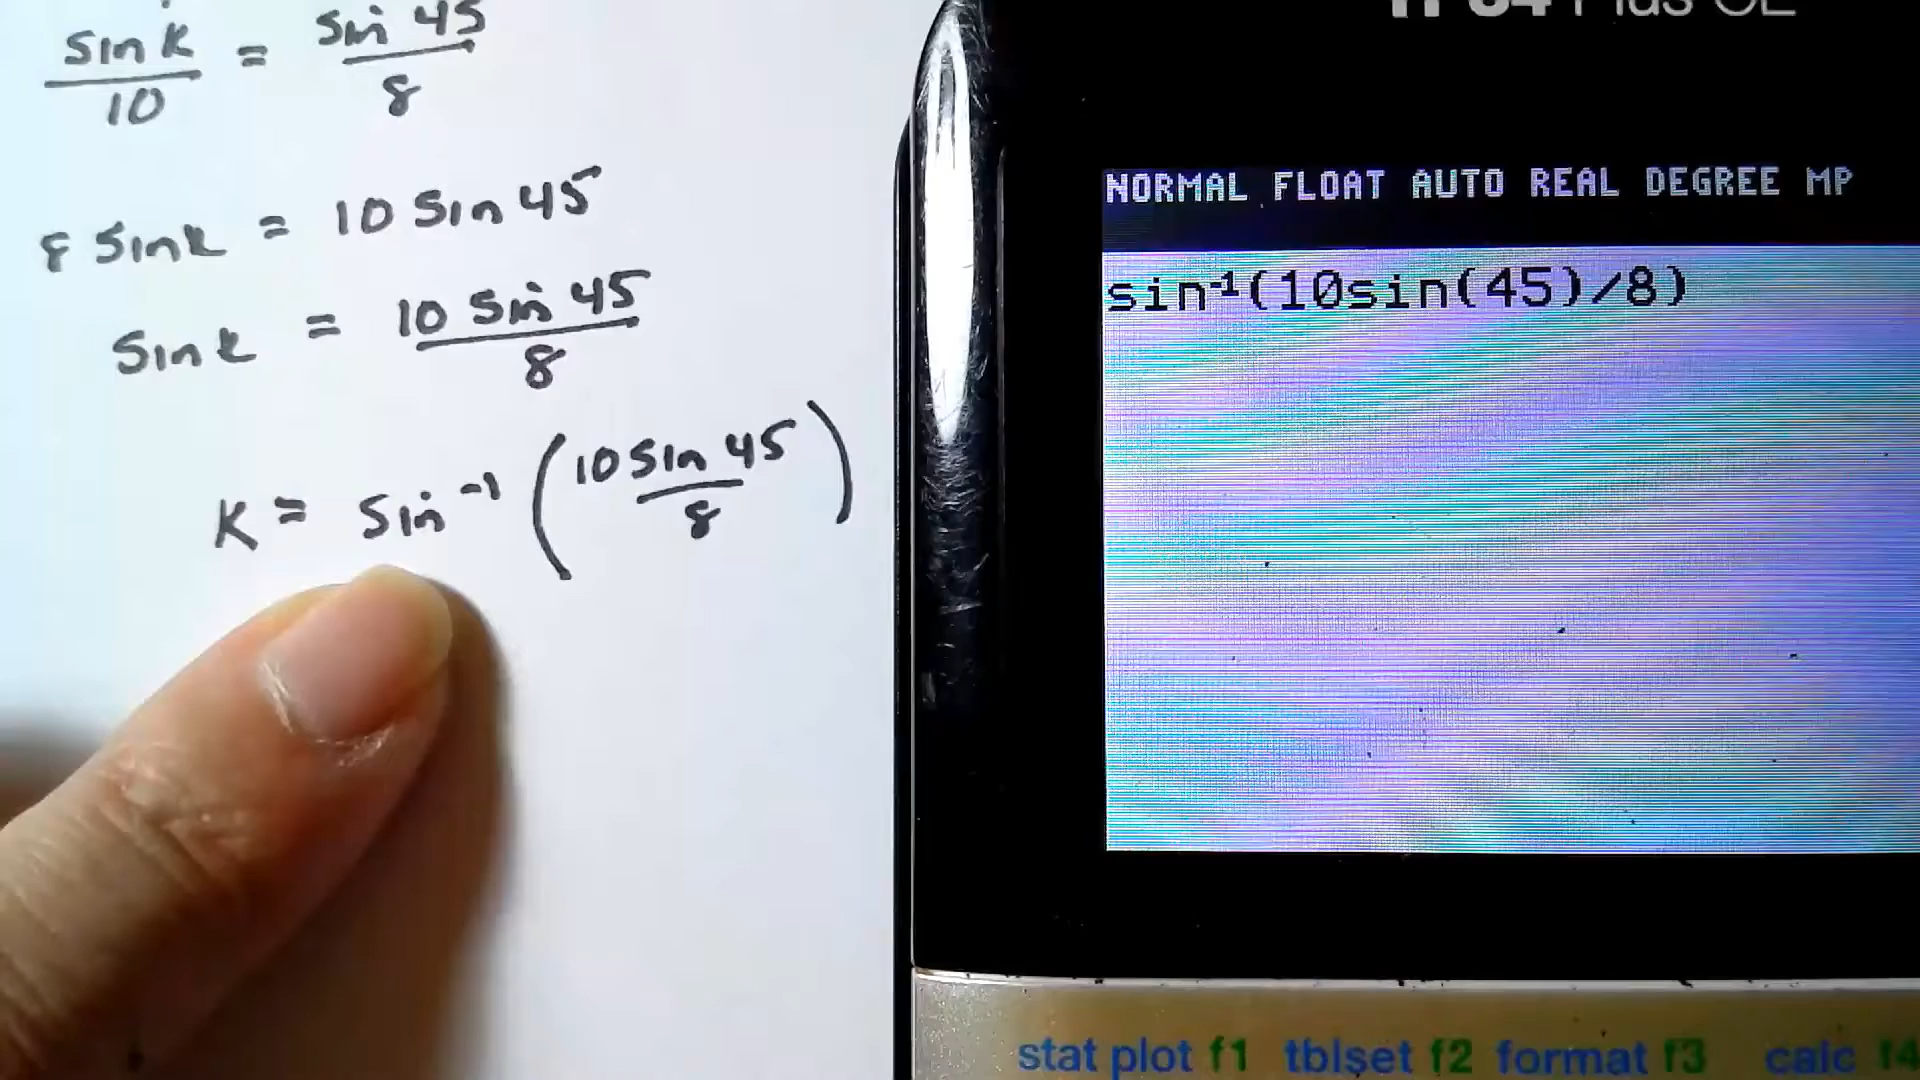 sin k / 10 = sin 45 / 8
8 sin k = 10 sin 45
sin k = 10 sin 45 / 8
K = sin⁻¹ (10 sin 45 / 8)
Plus CE
NORMAL FLOAT AUTO REAL DEGREE MP
sin⁻¹(10sin(45)/8)
stat plot f1 tblset f2 format f3 calc f4